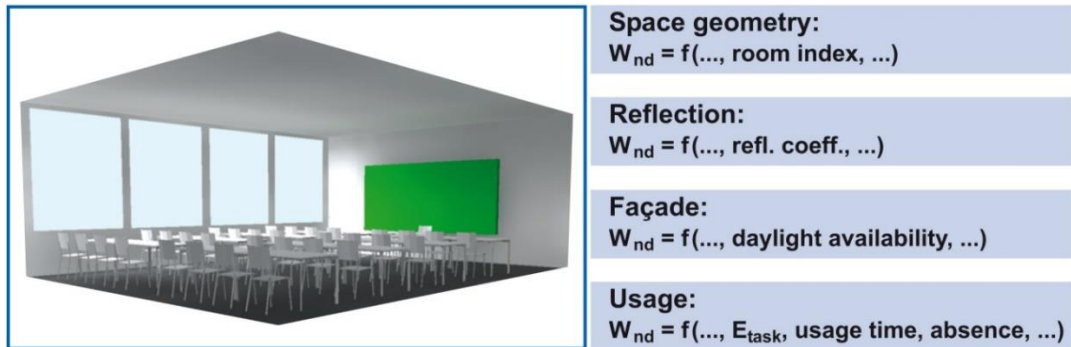 Space geometry:
Wnd = f(..., room index, ...)
Reflection:
Wnd = f(..., refl. coeff., ...)
Façade:
Wnd = f(..., daylight availability, ...)
Usage:
Wnd = f(..., Etask, usage time, absence, ...)